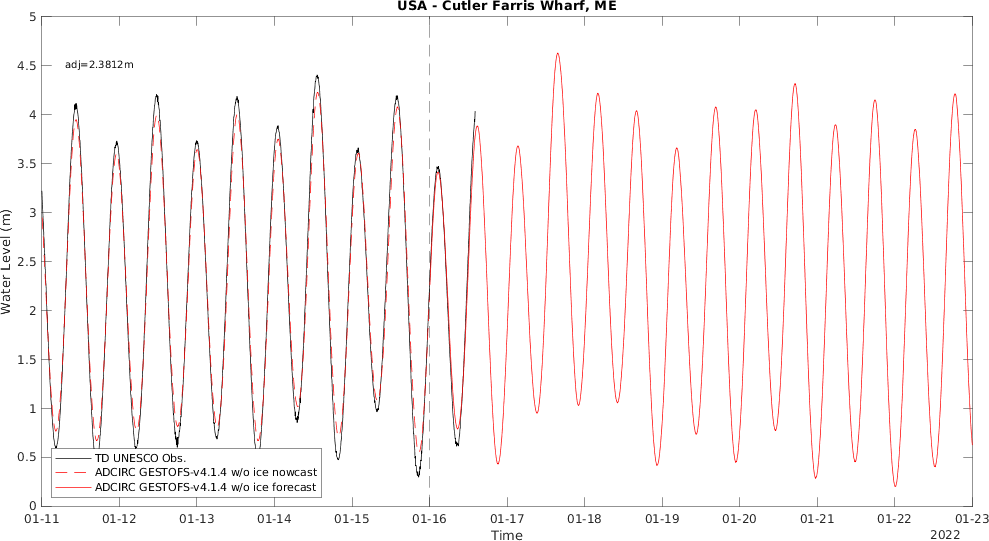 USA - Cutler Farris Wharf, ME
5
4.5
4
3.5
3
2.5
2
1.5
1
0.5
0
Water Level (m)
adj=2.3812m
TD UNESCO Obs.
ADCIRC GESTOFS-v4.1.4 w/o ice nowcast
ADCIRC GESTOFS-v4.1.4 w/o ice forecast
01-11 01-12 01-13 01-14 01-15 01-16 01-17 01-18 01-19 01-20 01-21 01-22 01-23
Time
2022